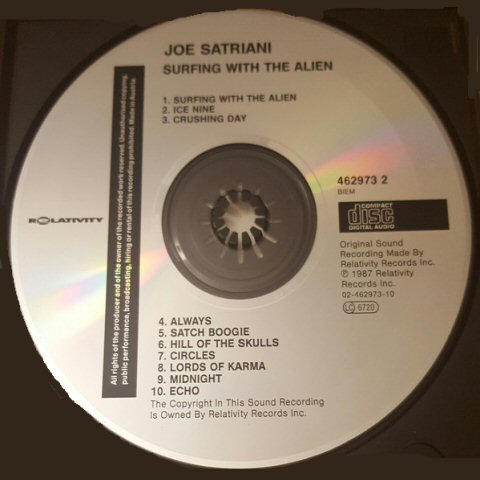 JOE SATRIANI
SURFING WITH THE ALIEN
1. SURFING WITH THE ALIEN
2. ICE NINE
3. CRUSHING DAY
All rights of the producer and of the owner of the recorded work reserved. Unauthorised copying,
public performance, broadcasting, hiring or rental of this recording prohibited. Made in Austria.
RELATIVITY
462973 2
BIEM
COMPACT
disc
DIGITAL AUDIO
Original Sound
Recording Made By
Relativity Records Inc.
℗ 1987 Relativity
Records Inc.
02-462973-10
LC 6720
4. ALWAYS
5. SATCH BOOGIE
6. HILL OF THE SKULLS
7. CIRCLES
8. LORDS OF KARMA
9. MIDNIGHT
10. ECHO
The Copyright In This Sound Recording
Is Owned By Relativity Records Inc.